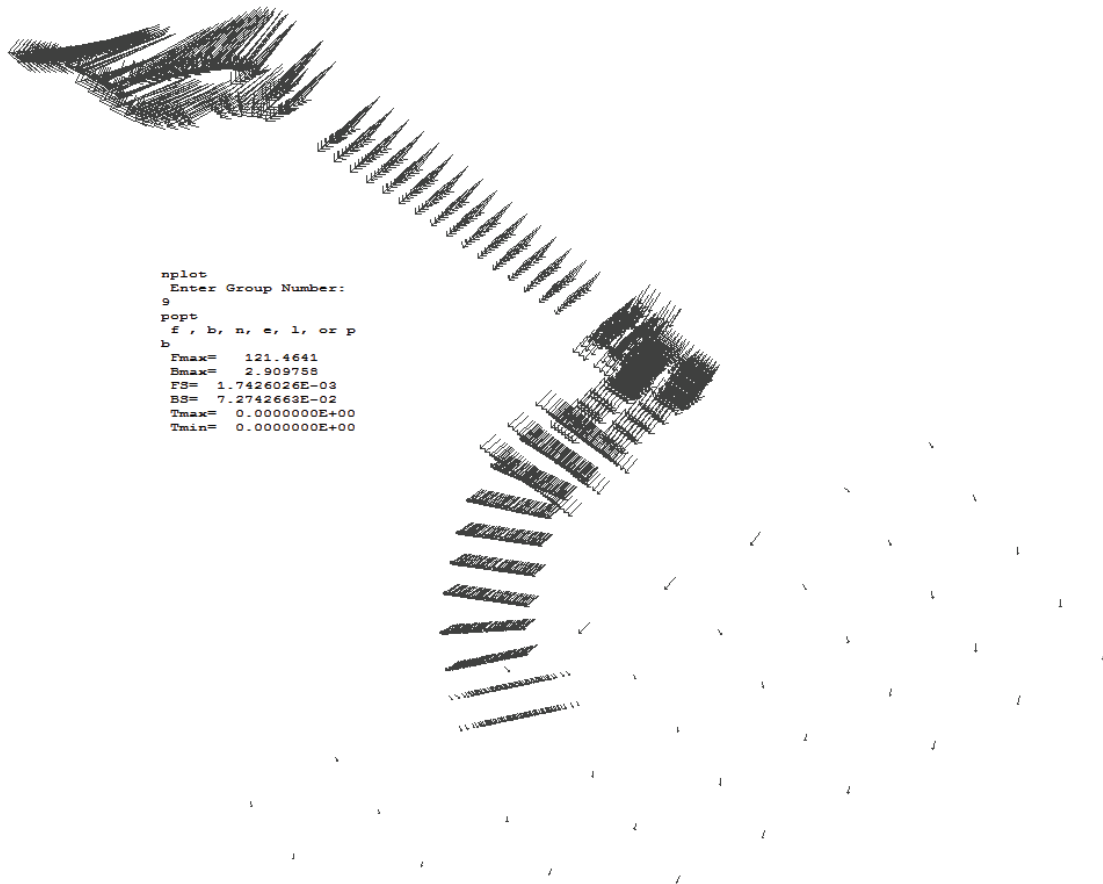 nplot
Enter Group Number:
9
popt
f , b, n, e, l, or p
b
Fmax= 121.4641
Bmax= 2.909758
FS= 1.7426026E-03
BS= 7.2742663E-02
Tmax= 0.0000000E+00
Tmin= 0.0000000E+00